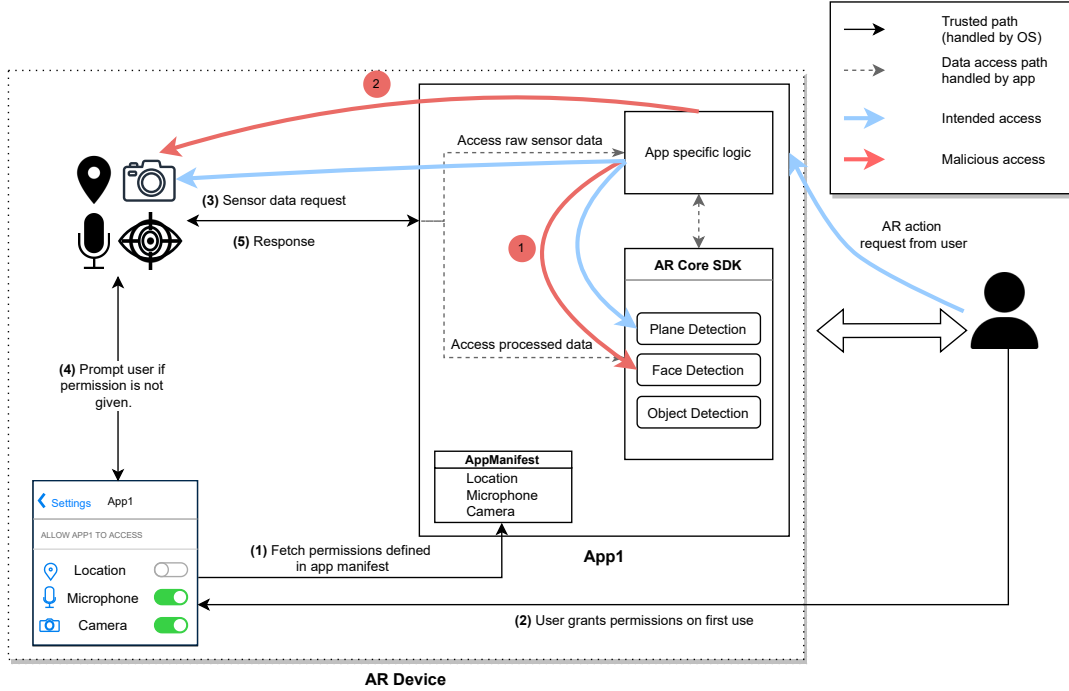 Trusted path
(handled by OS)
Data access path
handled by app
Intended access
Malicious access
2
Access raw sensor data
App specific logic
(3) Sensor data request
(5) Response
1
AR action
request from user
AR Core SDK
Plane Detection
Access processed data
Face Detection
Object Detection
(4) Prompt user if
permission is not
given.
AppManifest
Location
Microphone
Camera
Settings
App1
ALLOW APP1 TO ACCESS
Location
Microphone
Camera
(1) Fetch permissions defined
in app manifest
App1
(2) User grants permissions on first use
AR Device